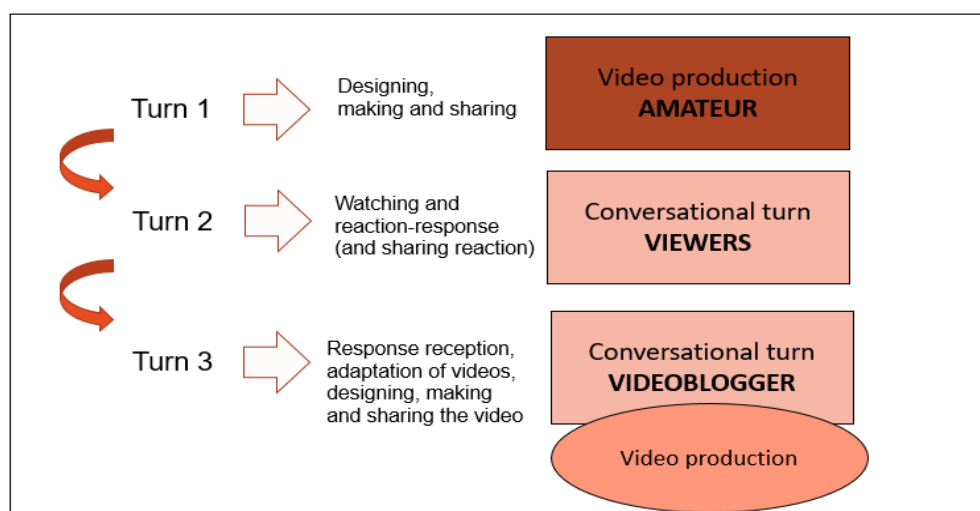 Turn 1
Designing,
making and sharing
Video production
AMATEUR
Turn 2
Watching and
reaction-response
(and sharing reaction)
Conversational turn
VIEWERS
Turn 3
Response reception,
adaptation of videos,
designing, making
and sharing the video
Conversational turn
VIDEOBLOGGER
Video production